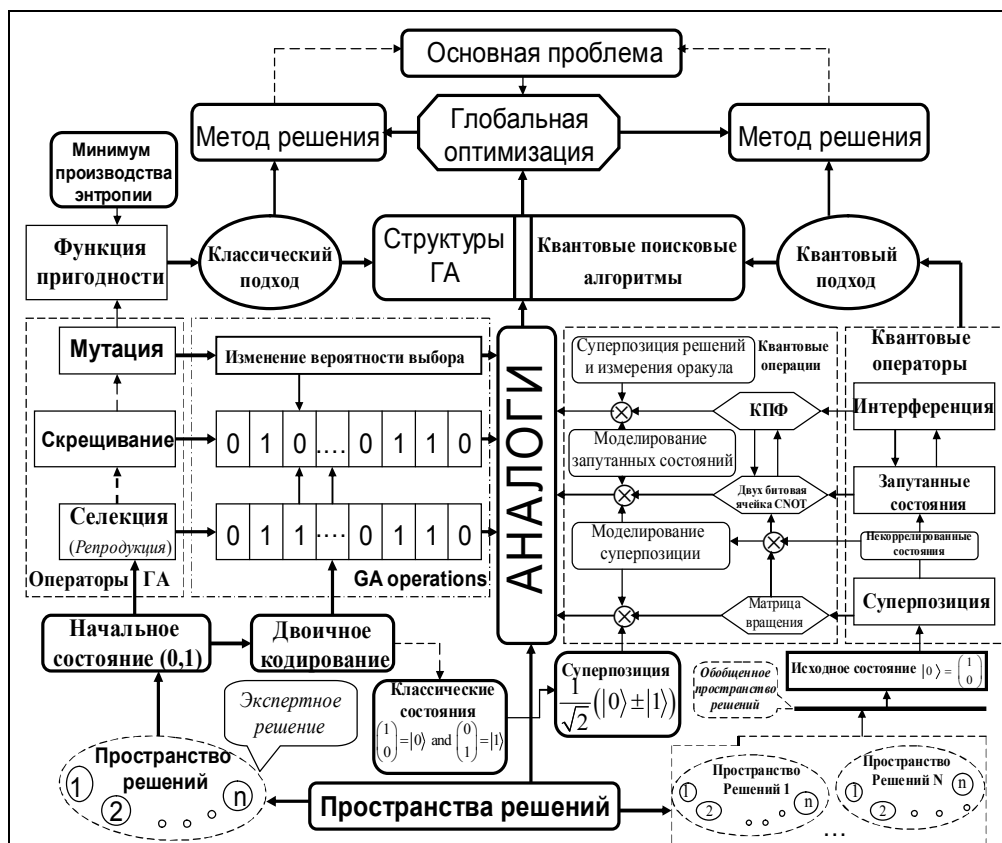 Основная проблема
Метод решения
Глобальная
оптимизация
Метод решения
Минимум
производства
энтропии
Функция
пригодности
Классический
подход
Структуры
ГА
Квантовые поисковые
алгоритмы
Квантовый
подход
Мутация
Изменение вероятности выбора
Скрещивание
0 1 0 .... 0 1 1 0
Селекция
(Репродукция)
0 1 1 .... 0 1 1 0
Операторы ГА
GA operations
АНАЛОГИ
Суперпозиция решений
и измерения оракула
Квантовые
операции
КПФ
Моделирование
запутанных состояний
Двух битовая
ячейка CNOT
Моделирование
суперпозиции
Матрица
вращения
Квантовые
операторы
Интерференция
Запутанные
состояния
Некоррелированные
состояния
Суперпозиция
Начальное
состояние (0,1)
Двоичное
кодирование
Экспертное
решение
Классические
состояния
(1 0) = |0⟩ and (0 1) = |1⟩
Суперпозиция
1/√2 (|0⟩ ± |1⟩)
Обобщенное
пространство
решений
Исходное состояние |0⟩ = (1 0)
Пространство
решений
1
2
n
Пространства решений
Пространство
Решений 1
1
2
n
Пространство
Решений N
1
2
n
...